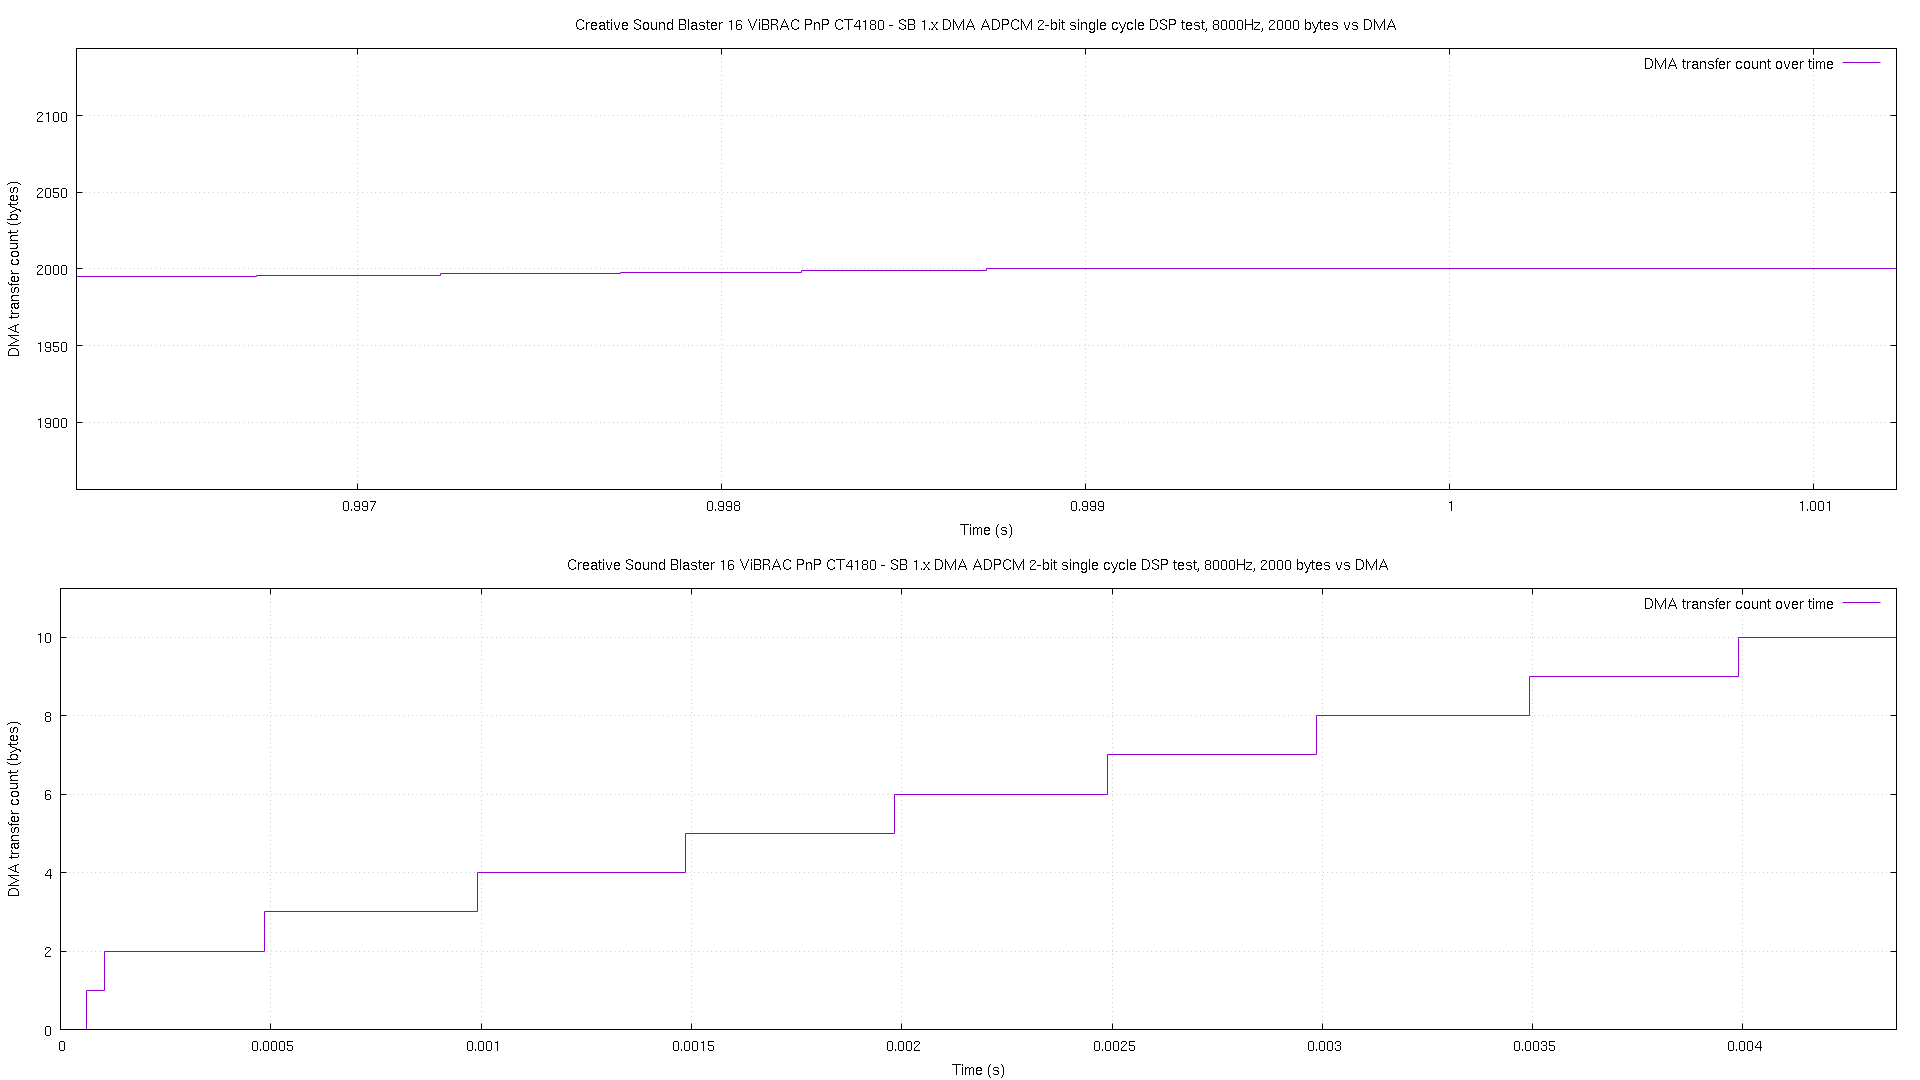 Creative Sound Blaster 16 ViBRAC PnP CT4180 - SB 1.x DMA ADPCM 2-bit single cycle DSP test, 8000Hz, 2000 bytes vs DMA
DMA transfer count over time
2100
2050
2000
1950
1900
DMA transfer count (bytes)
0.997 0.998 0.999 1 1.001
Time (s)
Creative Sound Blaster 16 ViBRAC PnP CT4180 - SB 1.x DMA ADPCM 2-bit single cycle DSP test, 8000Hz, 2000 bytes vs DMA
DMA transfer count over time
10
8
6
4
2
0
DMA transfer count (bytes)
0 0.0005 0.001 0.0015 0.002 0.0025 0.003 0.0035 0.004
Time (s)